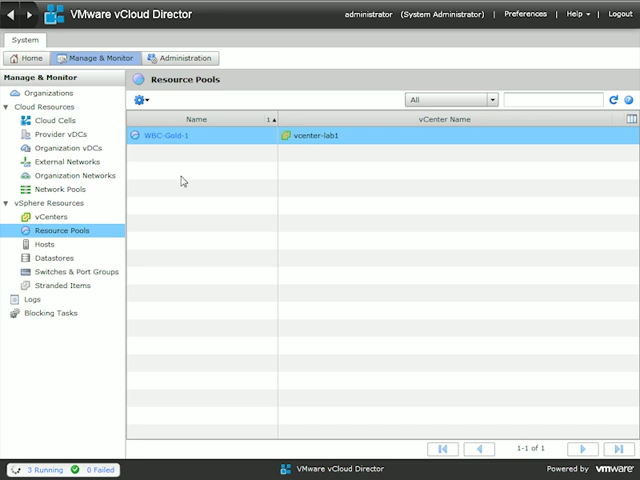 VMware vCloud Director
administrator (System Administrator) | Preferences | Help | Logout
System
Home Manage & Monitor Administration
Manage & Monitor
Organizations
Cloud Resources
Cloud Cells
Provider vDCs
Organization vDCs
External Networks
Organization Networks
Network Pools
vSphere Resources
vCenters
Resource Pools
Hosts
Datastores
Switches & Port Groups
Stranded Items
Logs
Blocking Tasks
Resource Pools
All
Name 1 ▲ vCenter Name
WBC-Gold-1 vcenter-lab1
1-1 of 1
3 Running 0 Failed
VMware vCloud Director
Powered by vmware